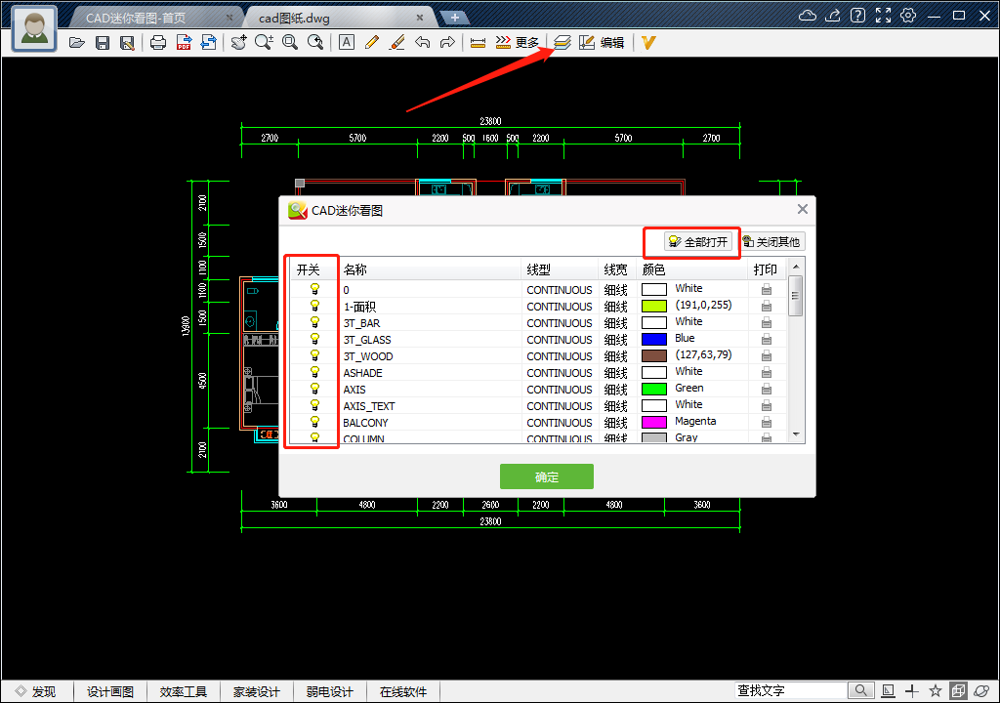 CAD迷你看图-首页
cad图纸.dwg
PDF
A
更多
编辑
23800
2700 5700 2200 500 1600 500 2200 5700 2700
2100
1500
1100
1100
1500
13900
4500
2100
CAD迷你看图
全部打开 关闭其他
开关 名称 线型 线宽 颜色 打印
0 CONTINUOUS 细线 White
1-面积 CONTINUOUS 细线 (191,0,255)
3T_BAR CONTINUOUS 细线 White
3T_GLASS CONTINUOUS 细线 Blue
3T_WOOD CONTINUOUS 细线 (127,63,79)
ASHADE CONTINUOUS 细线 White
AXIS CONTINUOUS 细线 Green
AXIS_TEXT CONTINUOUS 细线 White
BALCONY CONTINUOUS 细线 Magenta
COLUMN CONTINUOUS 细线 Gray
确定
3600 4800 2200 2600 2200 4800 3600
23800
发现 设计画图 效率工具 家装设计 弱电设计 在线软件 查找文字